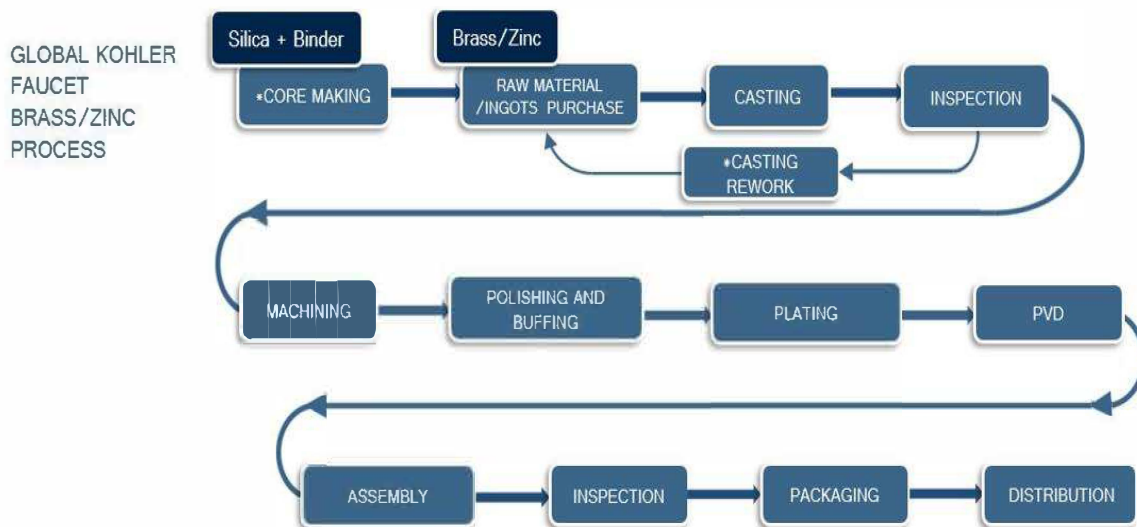 GLOBAL KOHLER
FAUCET
BRASS/ZINC
PROCESS
Silica + Binder
Brass/Zinc
*CORE MAKING
RAW MATERIAL
/INGOTS PURCHASE
CASTING
INSPECTION
*CASTING
REWORK
MACHINING
POLISHING AND
BUFFING
PLATING
PVD
ASSEMBLY
INSPECTION
PACKAGING
DISTRIBUTION